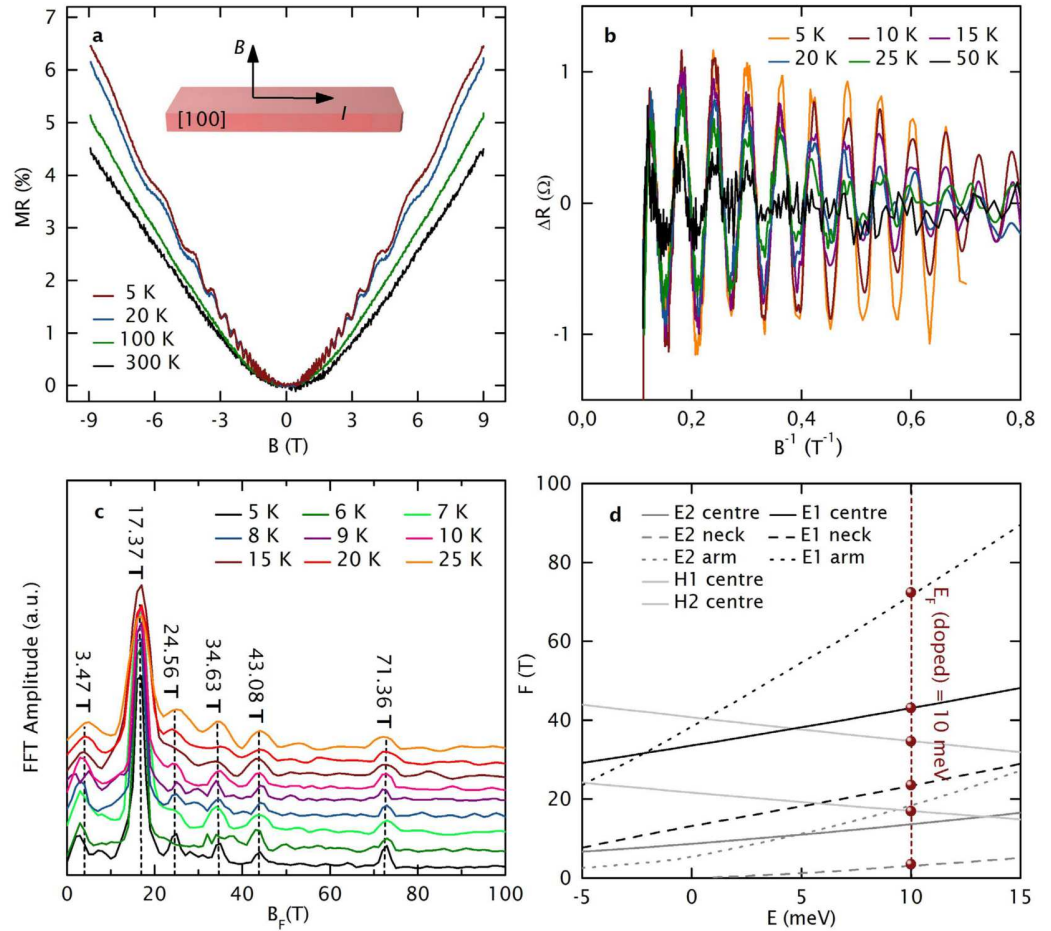 a
7
6
5
4
3
2
1
0
MR (%)
B
I
[100]
5 K
20 K
100 K
300 K
-9 -6 -3 0 3 6 9
B (T)
b
5 K 10 K 15 K
20 K 25 K 50 K
1
0
-1
ΔR (Ω)
0,0 0,2 0,4 0,6 0,8
B⁻¹ (T⁻¹)
c
5 K 6 K 7 K
8 K 9 K 10 K
15 K 20 K 25 K
3.47 T
17.37 T
24.56 T
34.63 T
43.08 T
71.36 T
FFT Amplitude (a.u.)
0 20 40 60 80 100
B_F(T)
d
E2 centre E1 centre
E2 neck E1 neck
E2 arm E1 arm
H1 centre
H2 centre
E_F (doped) = 10 meV
100
80
60
40
20
0
F (T)
-5 0 5 10 15
E (meV)